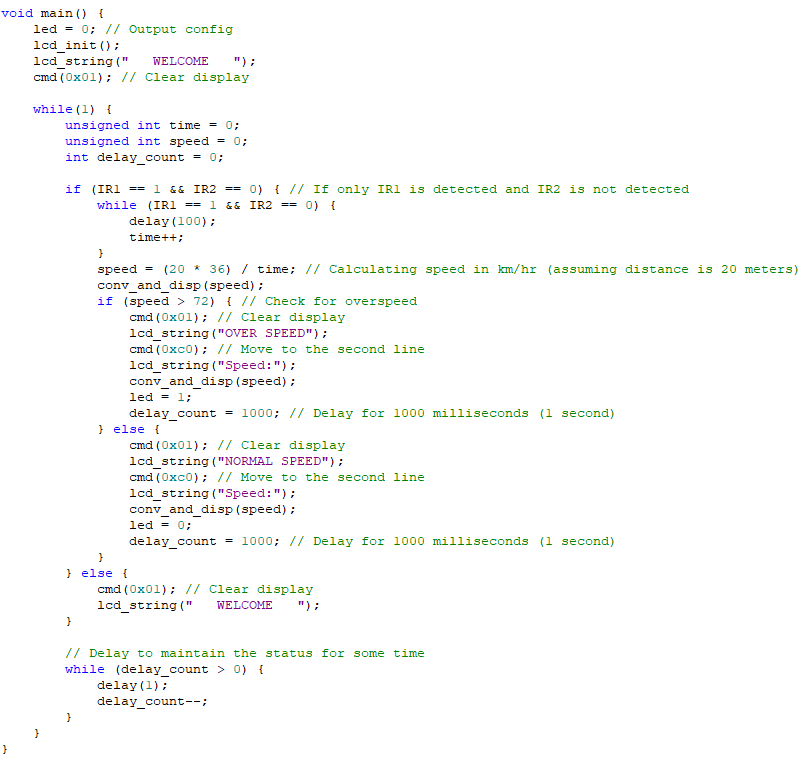 void main() {
    led = 0; // Output config
    lcd_init();
    lcd_string("   WELCOME   ");
    cmd(0x01); // Clear display

    while(1) {
        unsigned int time = 0;
        unsigned int speed = 0;
        int delay_count = 0;

        if (IR1 == 1 && IR2 == 0) { // If only IR1 is detected and IR2 is not detected
            while (IR1 == 1 && IR2 == 0) {
                delay(100);
                time++;
            }
            speed = (20 * 36) / time; // Calculating speed in km/hr (assuming distance is 20 meters)
            conv_and_disp(speed);
            if (speed > 72) { // Check for overspeed
                cmd(0x01); // Clear display
                lcd_string("OVER SPEED");
                cmd(0xc0); // Move to the second line
                lcd_string("Speed:");
                conv_and_disp(speed);
                led = 1;
                delay_count = 1000; // Delay for 1000 milliseconds (1 second)
            } else {
                cmd(0x01); // Clear display
                lcd_string("NORMAL SPEED");
                cmd(0xc0); // Move to the second line
                lcd_string("Speed:");
                conv_and_disp(speed);
                led = 0;
                delay_count = 1000; // Delay for 1000 milliseconds (1 second)
            }
        } else {
            cmd(0x01); // Clear display
            lcd_string("   WELCOME   ");
        }

        // Delay to maintain the status for some time
        while (delay_count > 0) {
            delay(1);
            delay_count--;
        }
    }
}